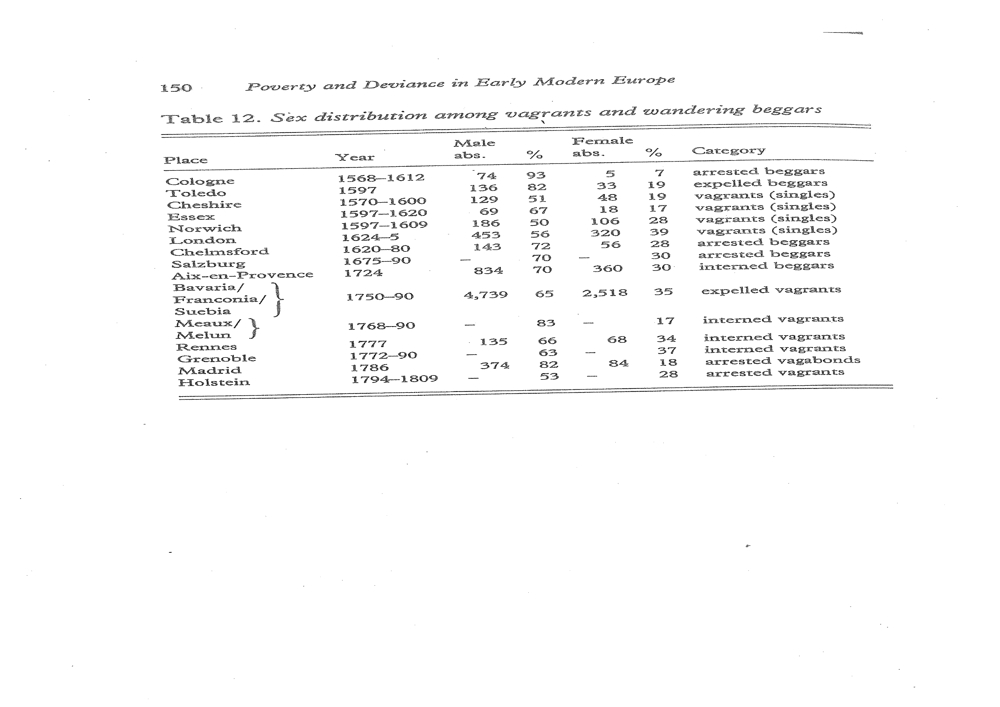 150 Poverty and Deviance in Early Modern Europe
Table 12. Sex distribution among vagrants and wandering beggars
Male Female
Place Year abs. % abs. % Category
Cologne 1568–1612 74 93 5 7 arrested beggars
Toledo 1597 136 82 33 19 expelled beggars
Cheshire 1570–1600 129 51 48 19 vagrants (singles)
Essex 1597–1620 69 67 18 17 vagrants (singles)
Norwich 1597–1609 186 50 106 28 vagrants (singles)
London 1624–5 453 56 320 39 vagrants (singles)
Chelmsford 1620–80 143 72 56 28 arrested beggars
Salzburg 1675–90 — 70 — 30 arrested beggars
Aix-en-Provence 1724 834 70 360 30 interned beggars
Bavaria/
Franconia/ } 1750–90 4,739 65 2,518 35 expelled vagrants
Suebia
Meaux/ } 1768–90 — 83 — 17 interned vagrants
Melun
Rennes 1777 135 66 68 34 interned vagrants
Grenoble 1772–90 — 63 — 37 interned vagrants
Madrid 1786 374 82 84 18 arrested vagabonds
Holstein 1794–1809 — 53 — 28 arrested vagrants